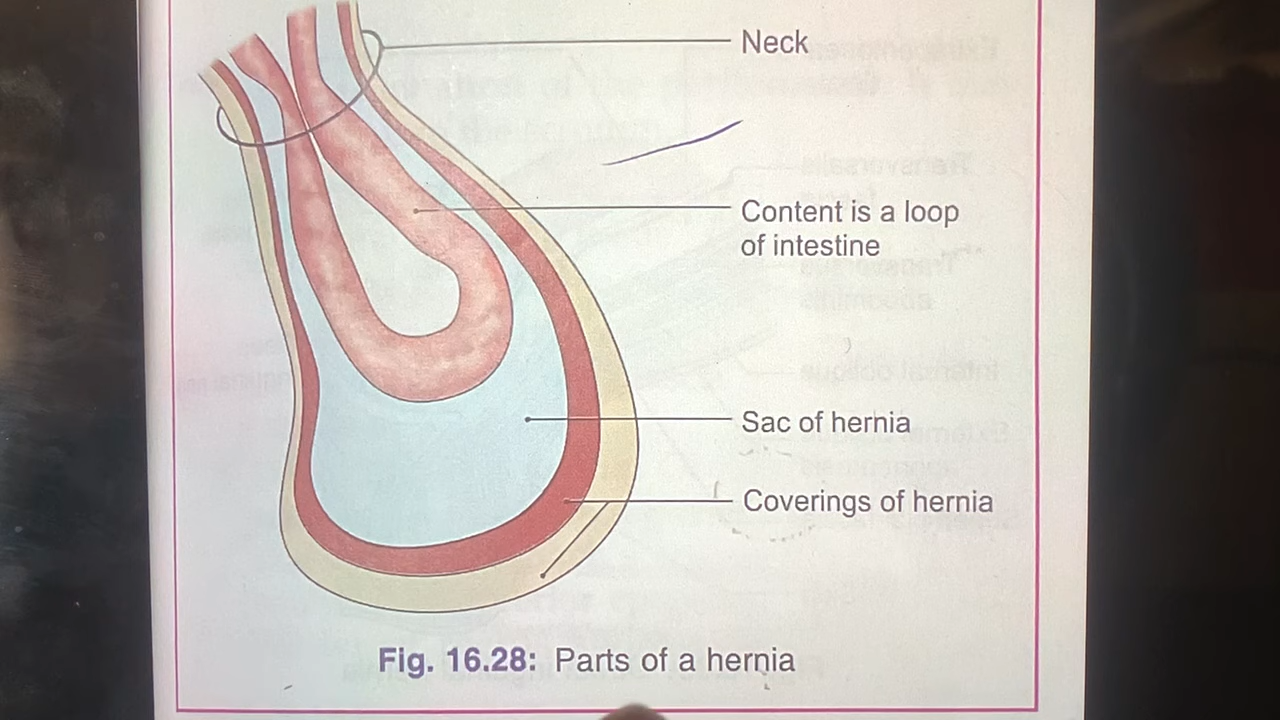 Neck
Content is a loop
of intestine
Sac of hernia
Coverings of hernia
Fig. 16.28: Parts of a hernia